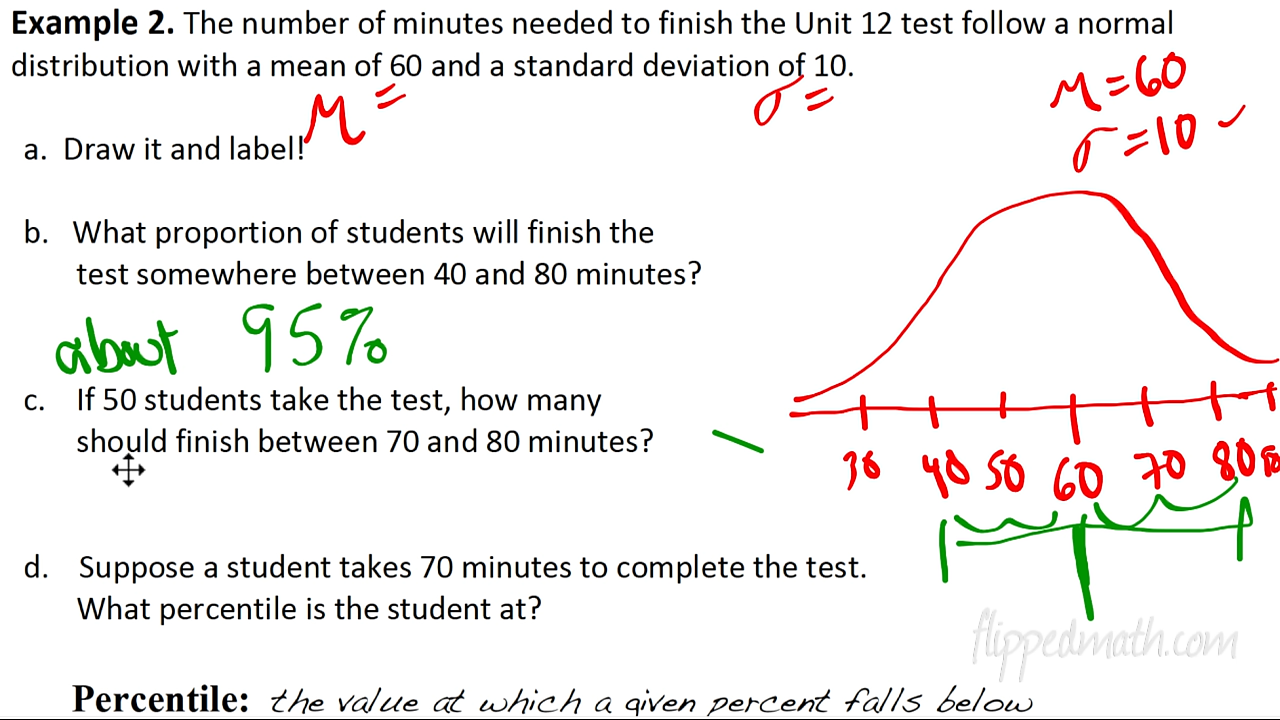 Example 2. The number of minutes needed to finish the Unit 12 test follow a normal
distribution with a mean of 60 and a standard deviation of 10.
μ =
σ =
μ = 60
σ = 10
a. Draw it and label!
b. What proportion of students will finish the
test somewhere between 40 and 80 minutes?
about 95%
c. If 50 students take the test, how many
should finish between 70 and 80 minutes?
30 40 50 60 70 80
d. Suppose a student takes 70 minutes to complete the test.
What percentile is the student at?
flippedmath.com
Percentile: the value at which a given percent falls below